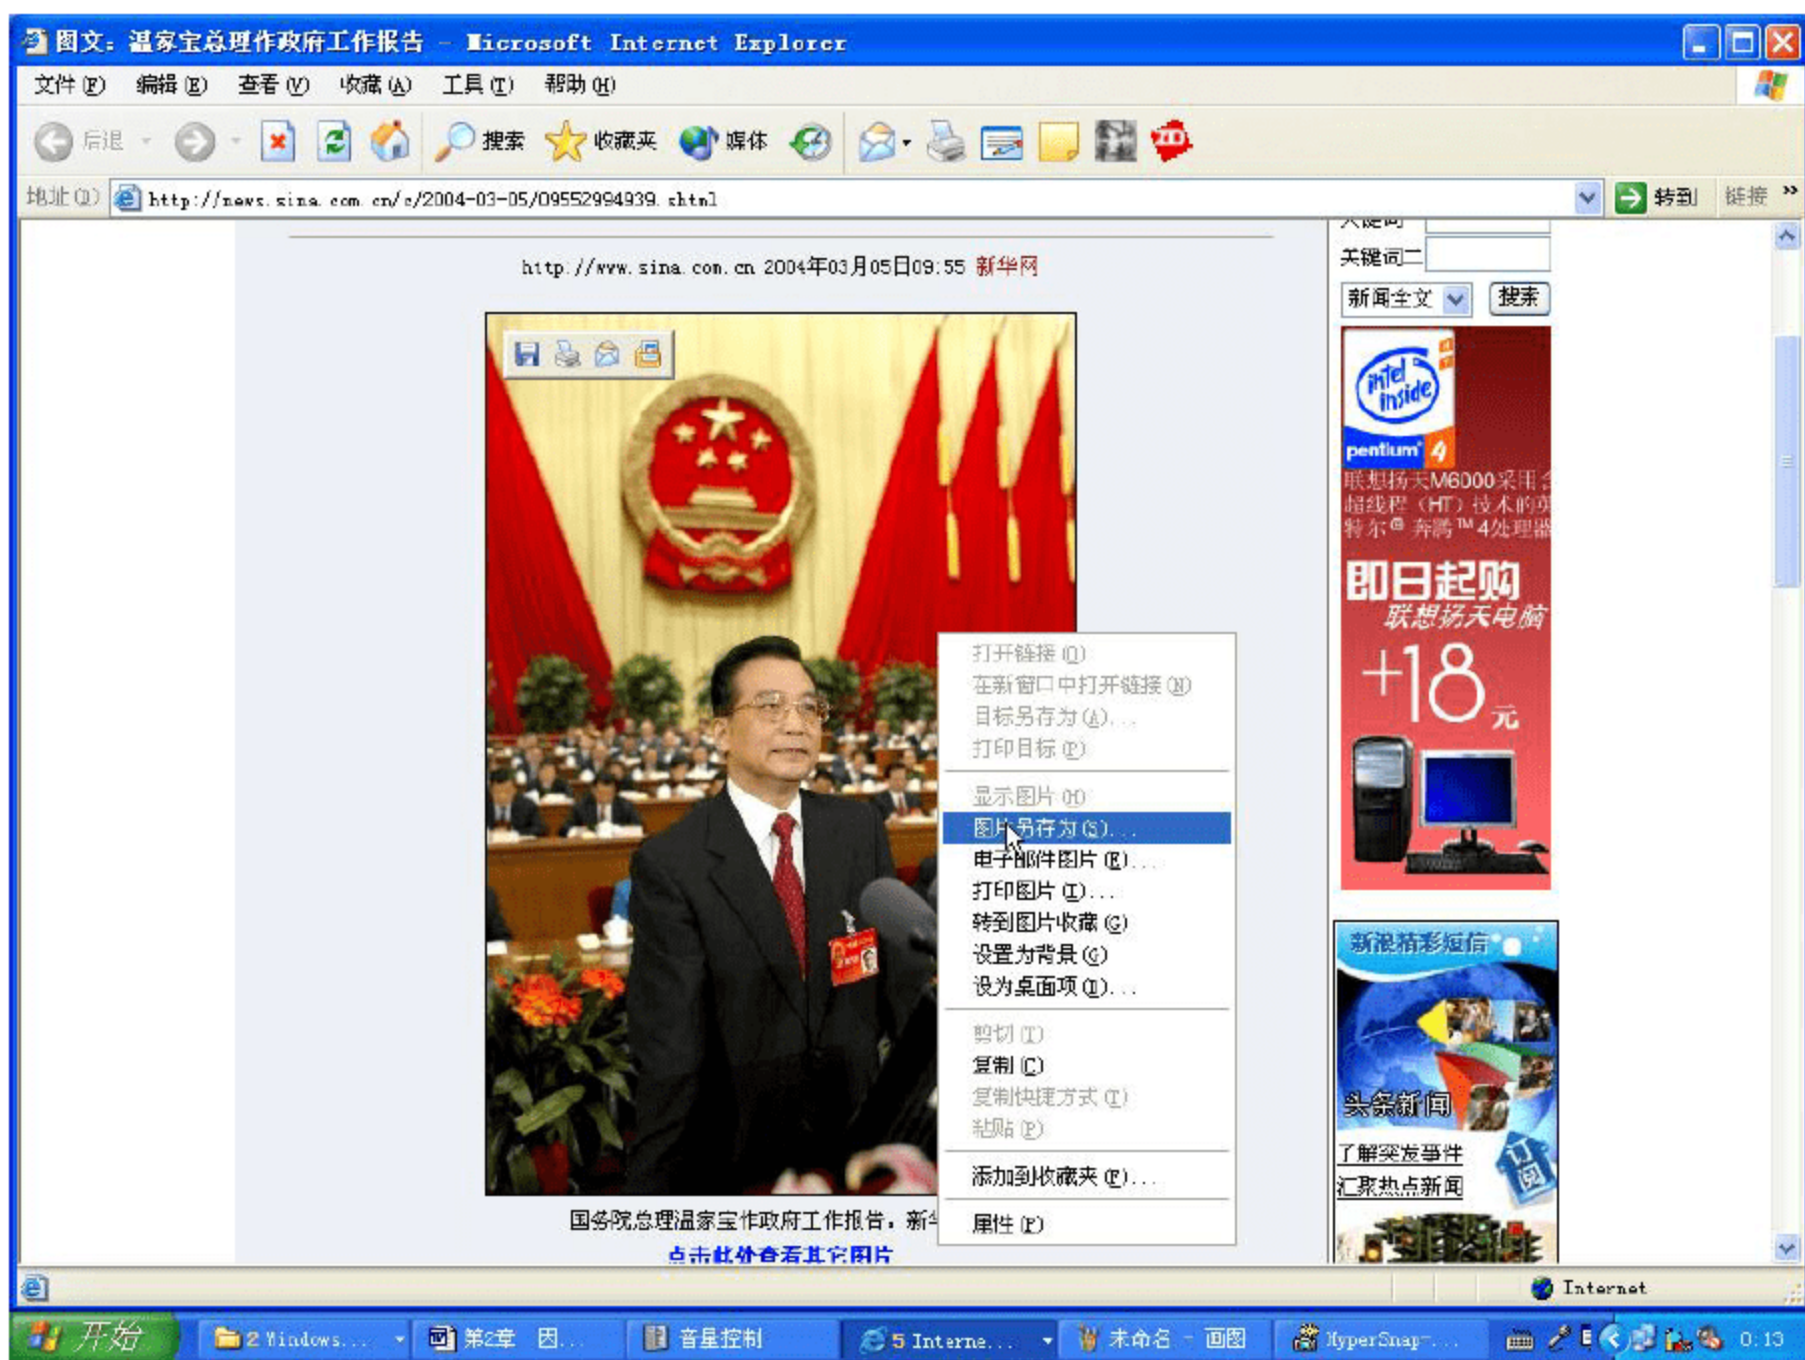 图文：温家宝总理作政府工作报告 - Microsoft Internet Explorer
文件(F) 编辑(E) 查看(V) 收藏(A) 工具(T) 帮助(H)
后退 搜索 收藏夹 媒体
地址(D) http://news.sina.com.cn/c/2004-03-05/09552994939.shtml 转到 链接 »
http://www.sina.com.cn 2004年03月05日09:55 新华网
关键词二
新闻全文 搜索
intel inside
pentium 4
联想扬天M6000采用
超线程（HT）技术的英
特尔® 奔腾™4处理器
即日起购
联想扬天电脑
+18元
打开链接(O)
在新窗口中打开链接(N)
目标另存为(A)...
打印目标(P)
显示图片(H)
图片另存为(S)...
电子邮件图片(E)...
打印图片(I)...
转到图片收藏(G)
设置为背景(G)
设为桌面项(D)...
剪切(T)
复制(C)
复制快捷方式(T)
粘贴(P)
添加到收藏夹(F)...
属性(P)
新浪精彩短信
头条新闻
了解突发事件
汇聚热点新闻
订阅
国务院总理温家宝作政府工作报告。新
点击此处查看其它图片
Internet
开始 2 Windows... 第2章 因... 音星控制 5 Interne... 未命名 - 画图 HyperSnap-... 0:13